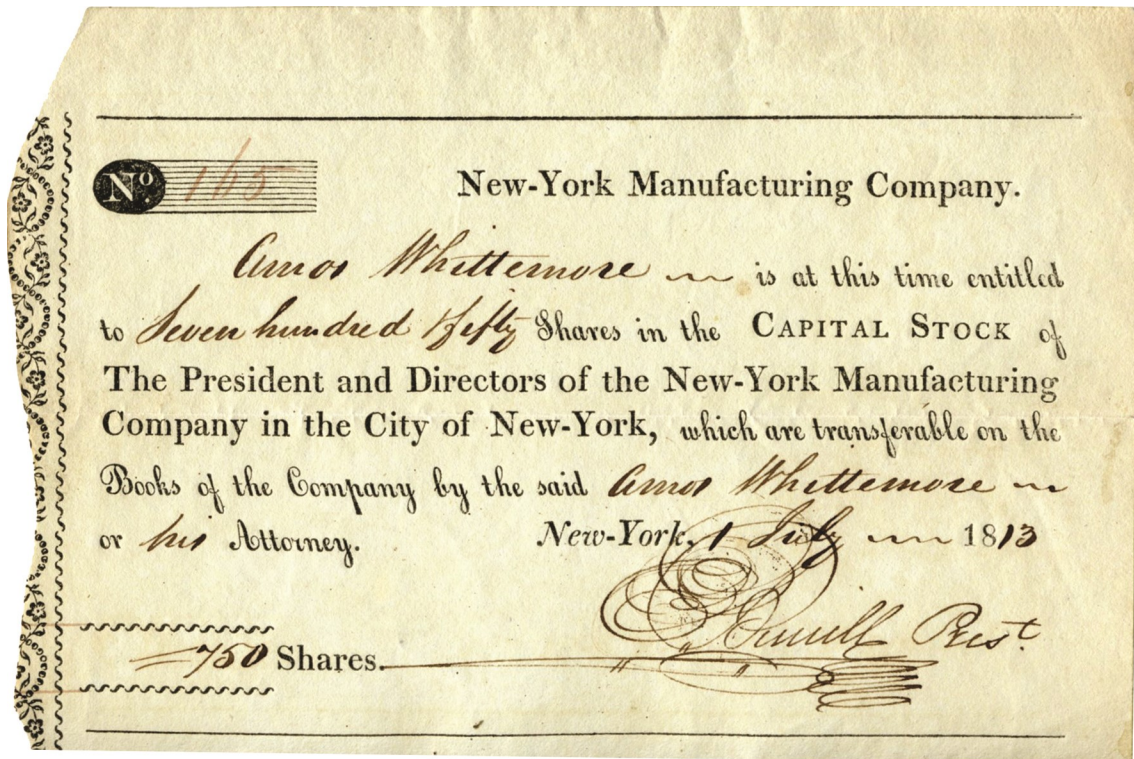 No. 165
New-York Manufacturing Company.
Amos Whittemore is at this time entitled
to Seven hundred & fifty Shares in the CAPITAL STOCK of
The President and Directors of the New-York Manufacturing
Company in the City of New-York, which are transferable on the
Books of the Company by the said Amos Whittemore
or his Attorney. New-York, 1 July 1813
Prest.
750 Shares.